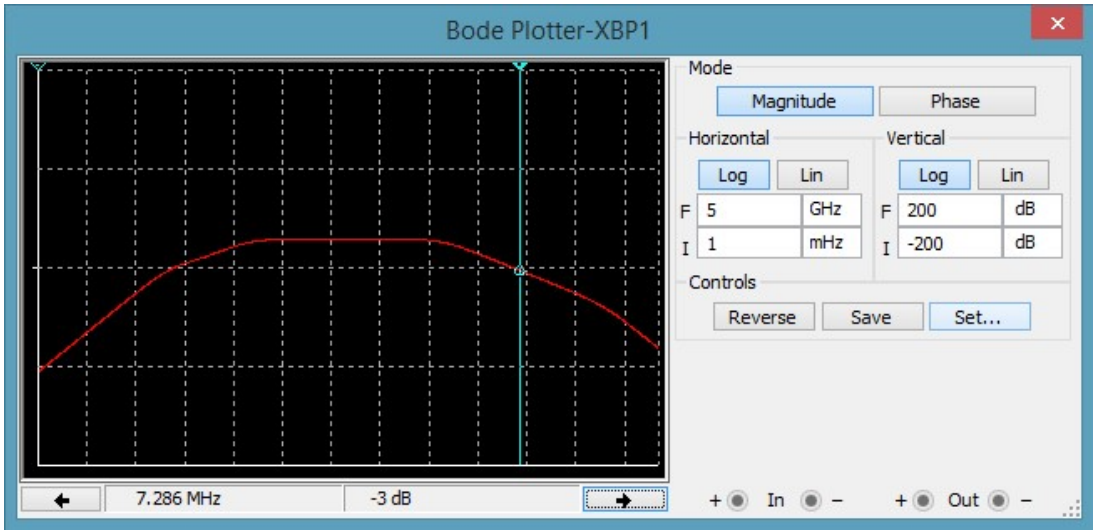 Bode Plotter-XBP1
Mode
Magnitude Phase
Horizontal Vertical
Log Lin Log Lin
F 5 GHz F 200 dB
I 1 mHz I -200 dB
Controls
Reverse Save Set...
7.286 MHz -3 dB + In - + Out -